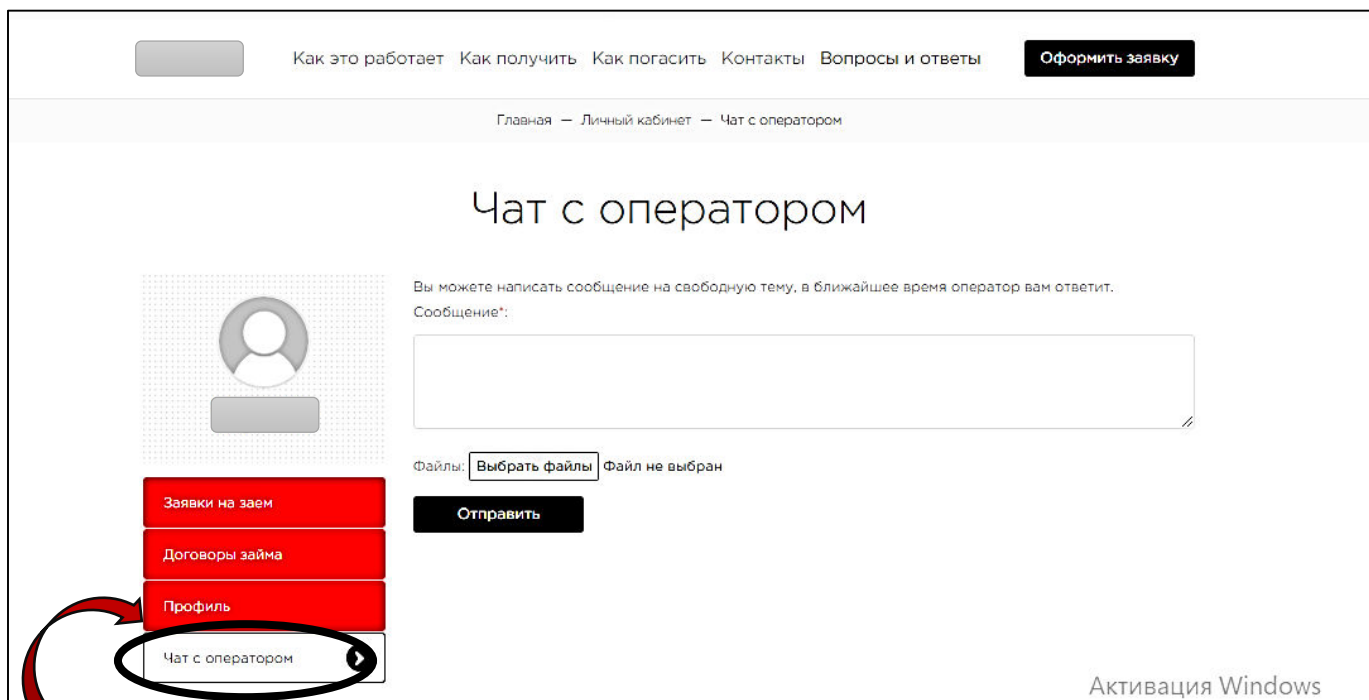 Как это работает Как получить Как погасить Контакты Вопросы и ответы Оформить заявку
Главная — Личный кабинет — Чат с оператором
Чат с оператором
Вы можете написать сообщение на свободную тему, в ближайшее время оператор вам ответит.
Сообщение*:
Файлы: Выбрать файлы Файл не выбран
Отправить
Заявки на заем
Договоры займа
Профиль
Чат с оператором
Активация Windows